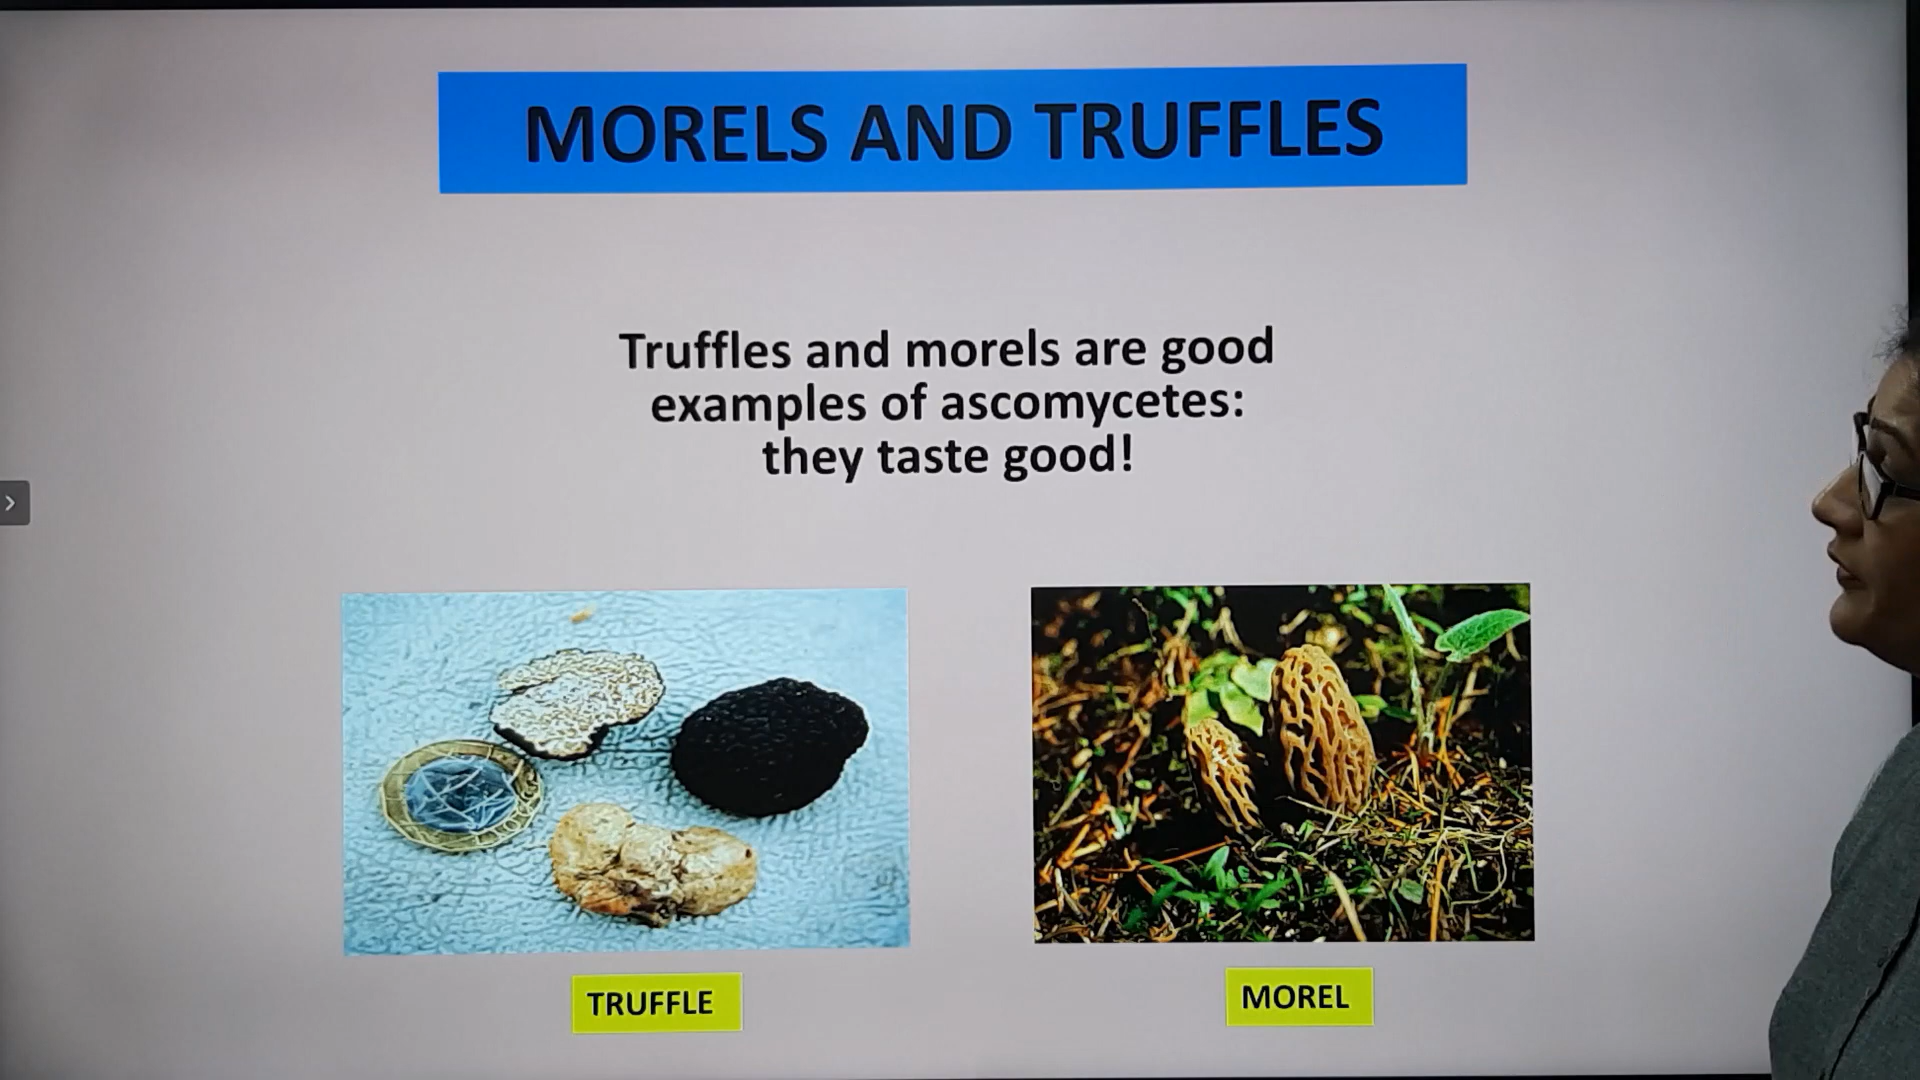 MORELS AND TRUFFLES
Truffles and morels are good
examples of ascomycetes:
they taste good!
TRUFFLE
MOREL